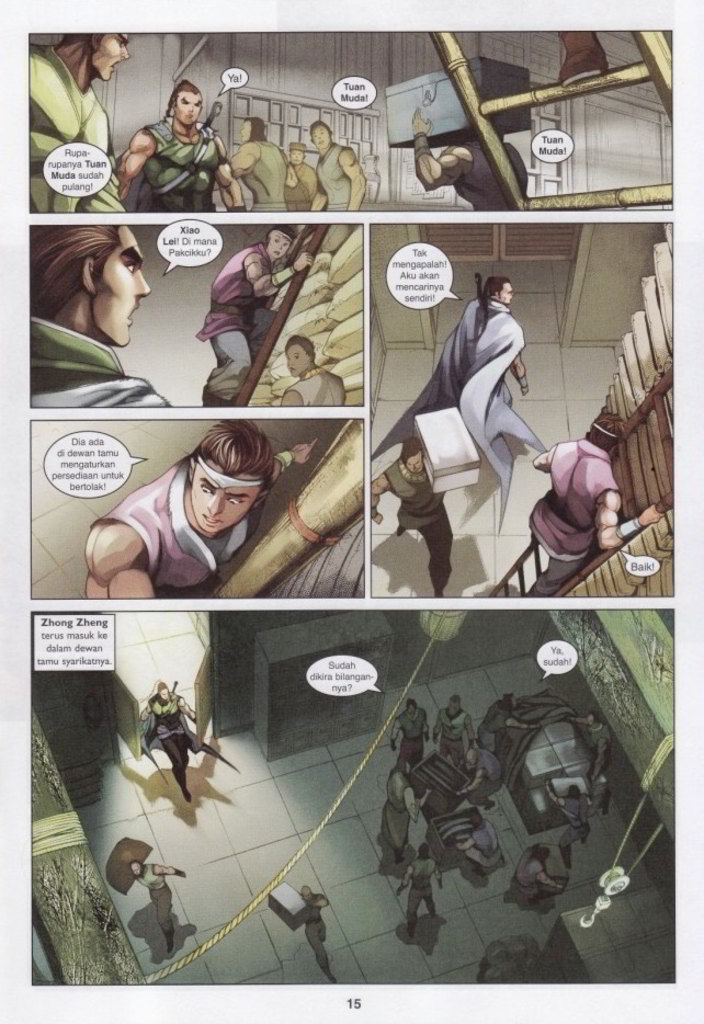 Ya!
Tuan
Muda!
Rupa-
rupanya Tuan
Muda sudah
pulang!
Tuan
Muda!
Xiao
Lei! Di mana
Pakcikku?
Tak
mengapalah!
Aku akan
mencarinya
sendiri!
Dia ada
di dewan tamu
mengaturkan
persediaan untuk
bertolak!
Baik!
Zhong Zheng
terus masuk ke
dalam dewan
tamu syarikatnya.
Sudah
dikira bilangan-
nya?
Ya,
sudah!
15